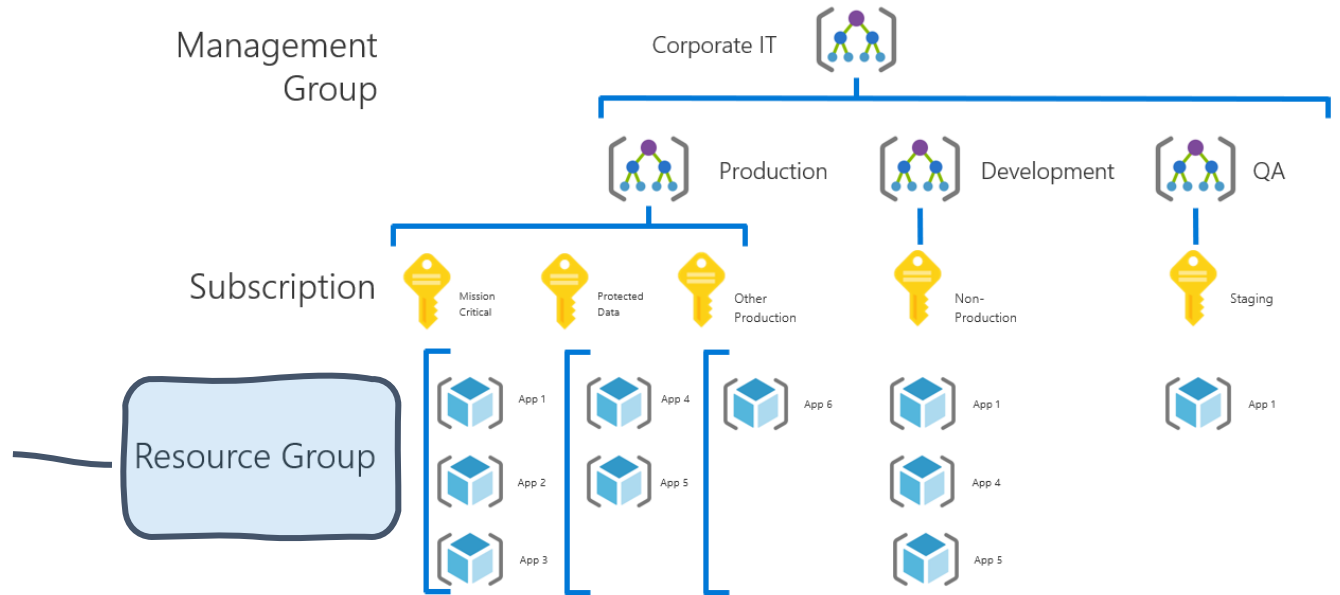 Management
Group
Corporate IT
Production
Development
QA
Subscription
Mission
Critical
Protected
Data
Other
Production
Non-
Production
Staging
Resource Group
App 1
App 4
App 6
App 1
App 1
App 2
App 5
App 4
App 3
App 5